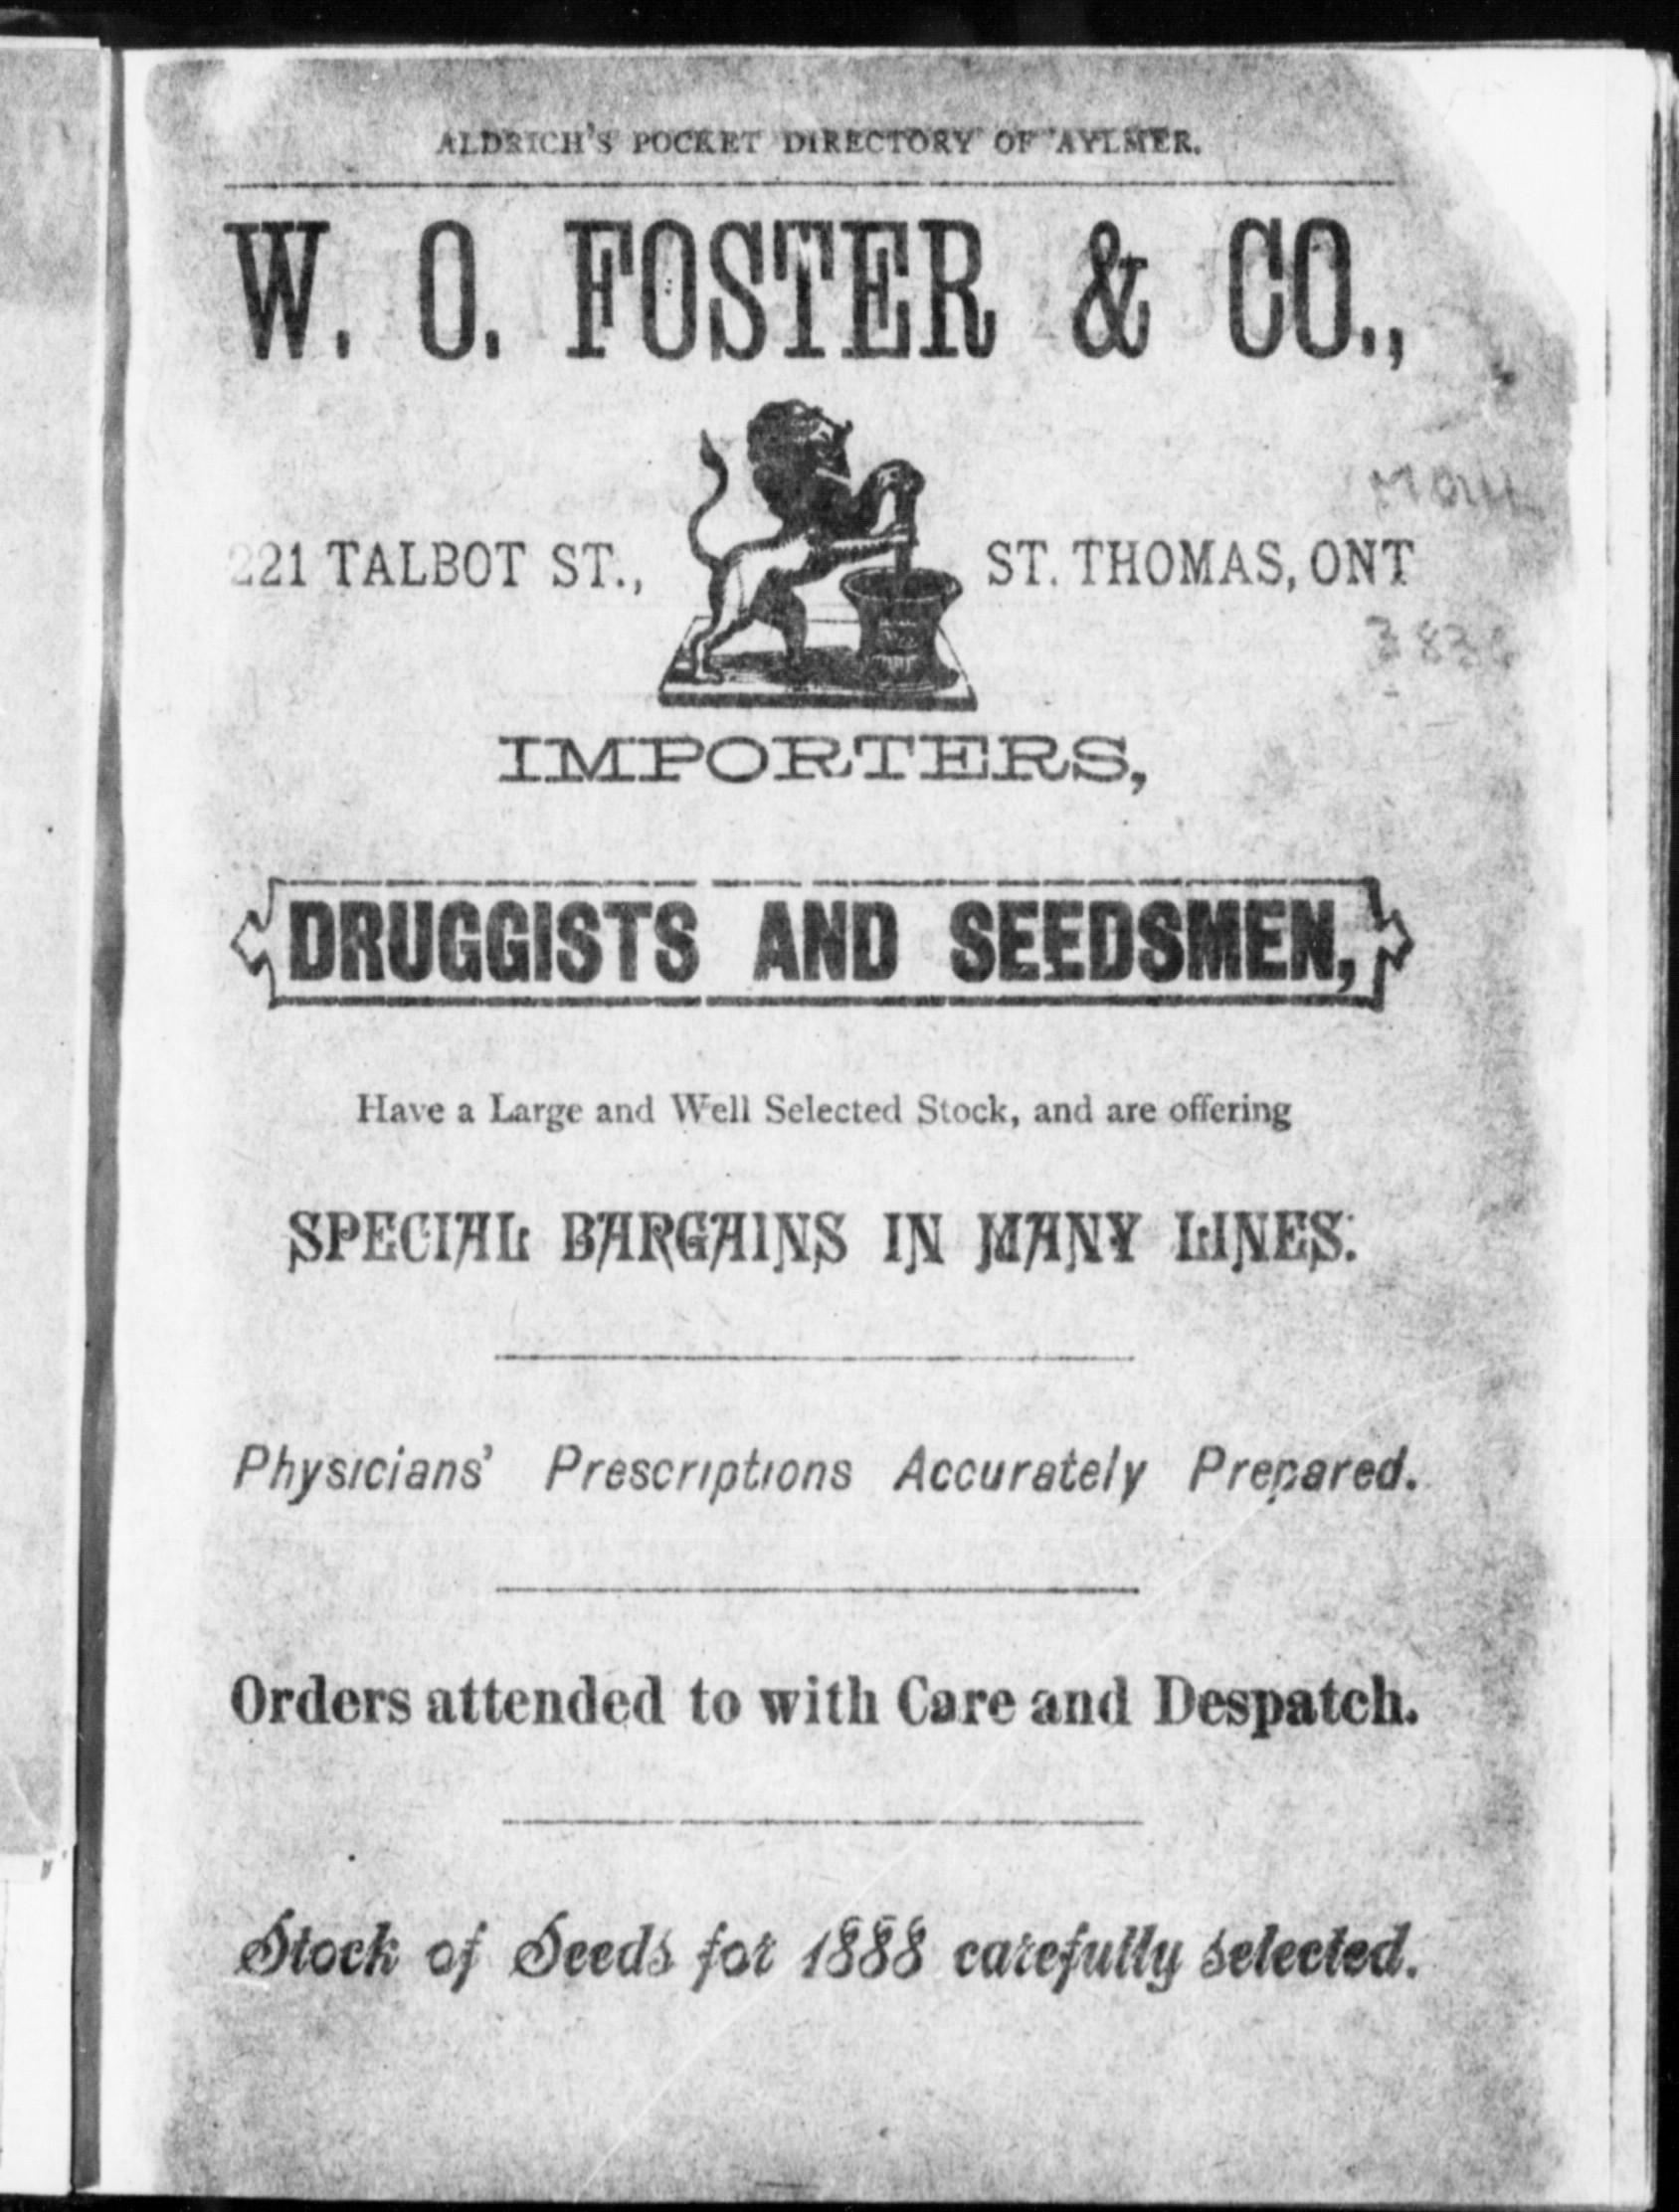 ALDRICH'S POCKET DIRECTORY OF AYLMER.
W. O. FOSTER & CO.,
221 TALBOT ST., ST. THOMAS, ONT
IMPORTERS,
DRUGGISTS AND SEEDSMEN,
Have a Large and Well Selected Stock, and are offering
SPECIAL BARGAINS IN MANY LINES.
Physicians' Prescriptions Accurately Prepared.
Orders attended to with Care and Despatch.
Stock of Seeds for 1888 carefully selected.